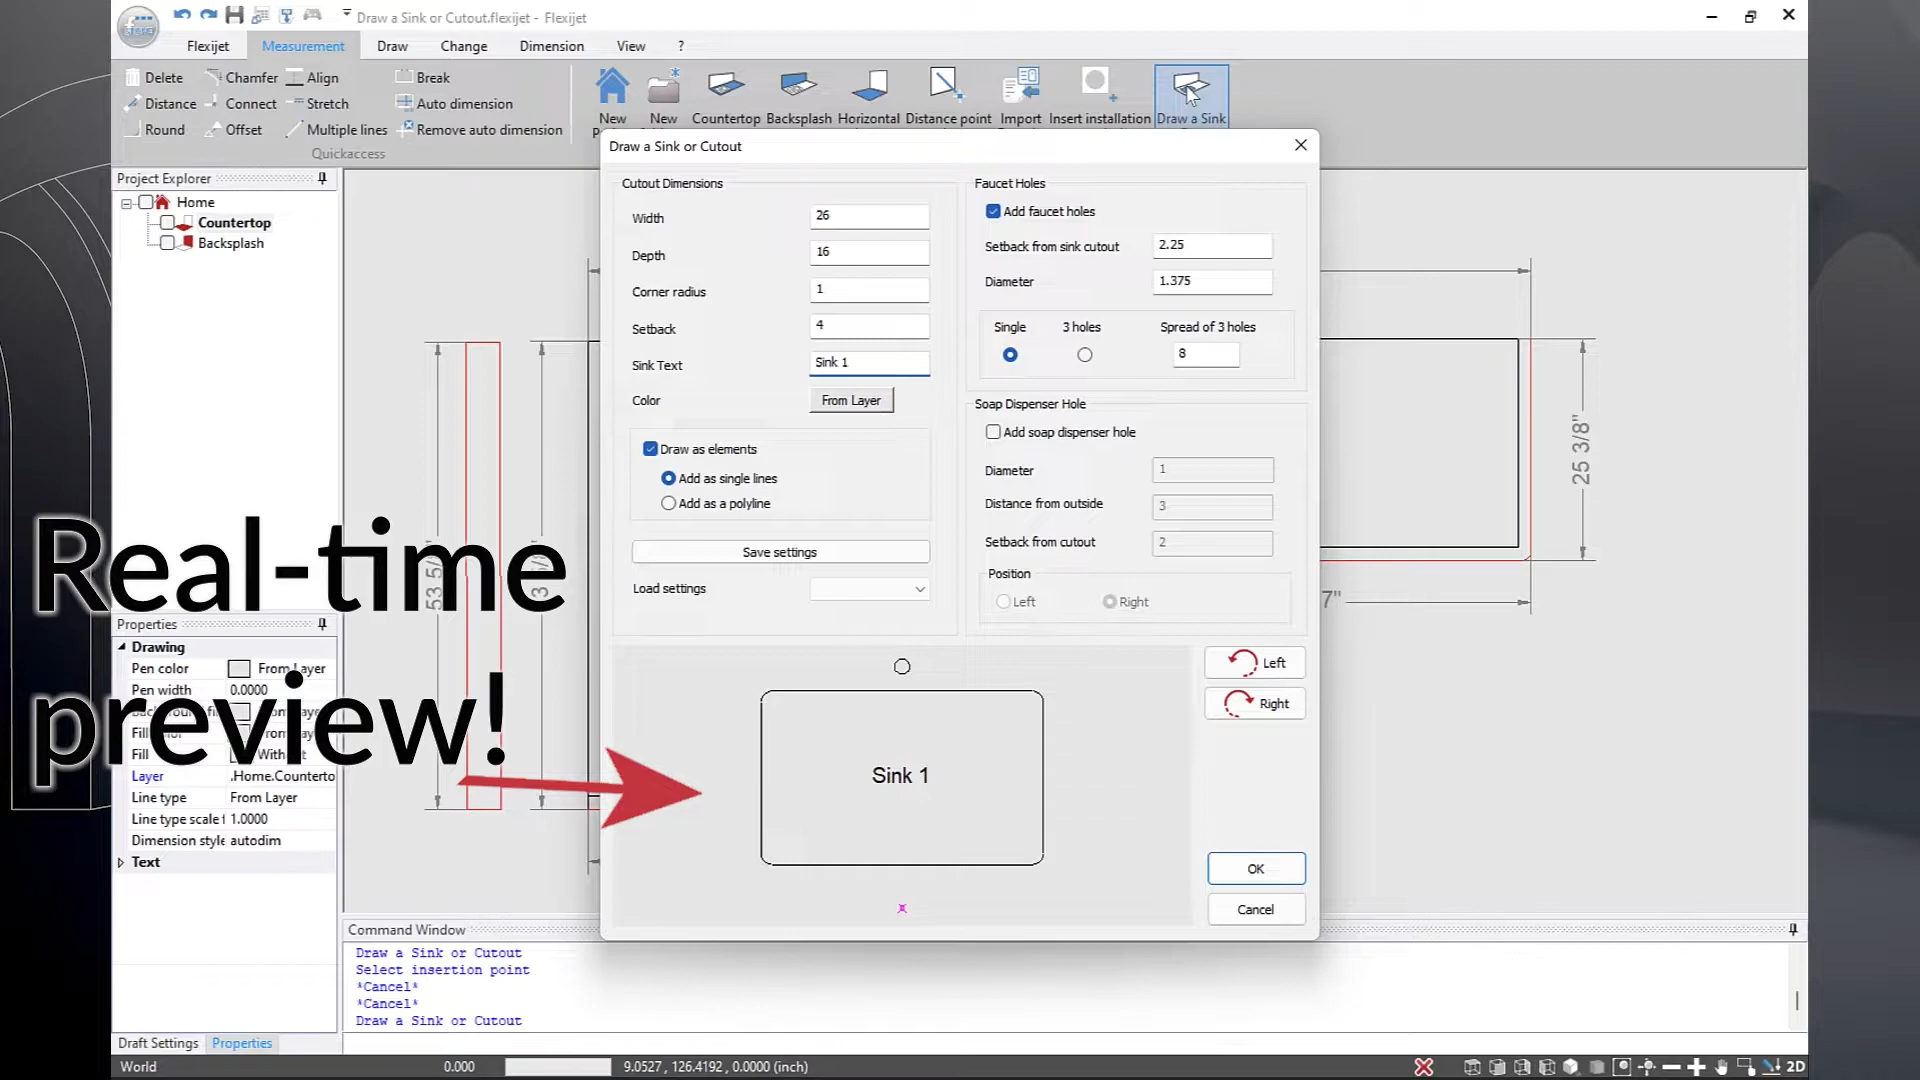 Draw a Sink or Cutout.flexijet - Flexijet
Flexijet Measurement Draw Change Dimension View ?
Delete Chamfer Align Break
Distance Connect Stretch Auto dimension
Round Offset Multiple lines Remove auto dimension
Quickaccess
New New Countertop Backsplash Horizontal Distance point Import Insert installation Draw a Sink
Project Explorer
Home
Countertop
Backsplash
Draw a Sink or Cutout
Cutout Dimensions
Width 26
Depth 16
Corner radius 1
Setback 4
Sink Text Sink 1
Color From Layer
Draw as elements
Add as single lines
Add as a polyline
Save settings
Load settings
Faucet Holes
Add faucet holes
Setback from sink cutout 2.25
Diameter 1.375
Single 3 holes Spread of 3 holes
8
Soap Dispenser Hole
Add soap dispenser hole
Diameter 1
Distance from outside 3
Setback from cutout 2
Position
Left Right
Left
Right
Sink 1
OK
Cancel
25 3/8"
7"
Real-time
preview!
Properties
Drawing
Pen color From Layer
Pen width 0.0000
Fill
Layer .Home.Counterto
Line type From Layer
Line type scale f 1.0000
Dimension style autodim
Text
Draft Settings Properties
Command Window
Draw a Sink or Cutout
Select insertion point
*Cancel*
*Cancel*
Draw a Sink or Cutout
World 0.000 9.0527 , 126.4192 , 0.0000 (inch) 2D